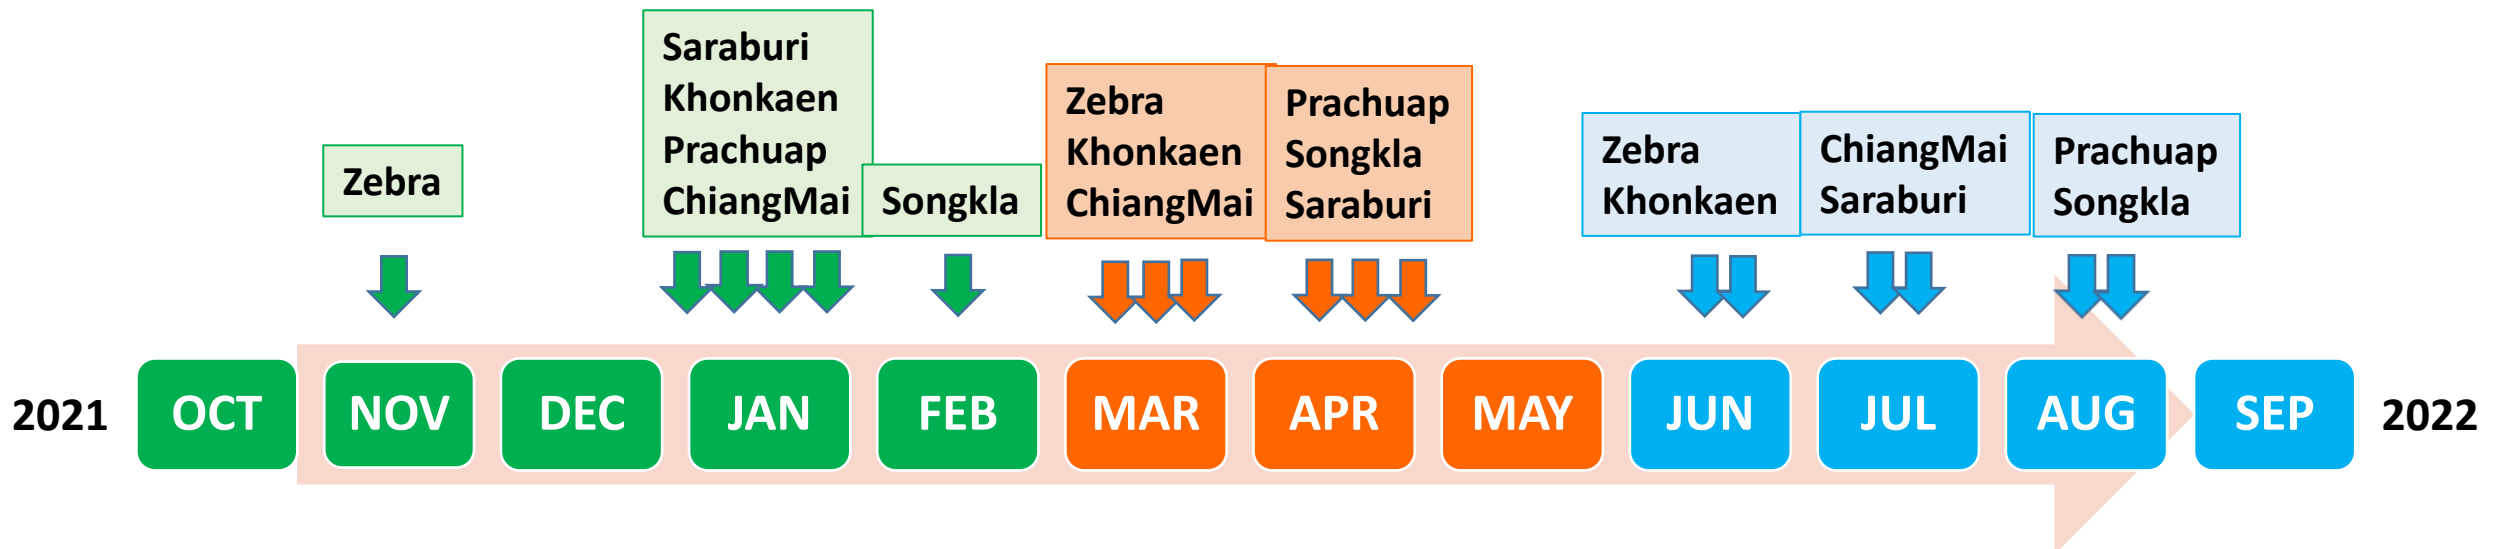 Saraburi
Khonkaen
Prachuap
ChiangMai
Zebra
Songkla
Zebra
Khonkaen
ChiangMai
Prachuap
Songkla
Saraburi
Zebra
Khonkaen
ChiangMai
Saraburi
Prachuap
Songkla
2021 OCT NOV DEC JAN FEB MAR APR MAY JUN JUL AUG SEP 2022